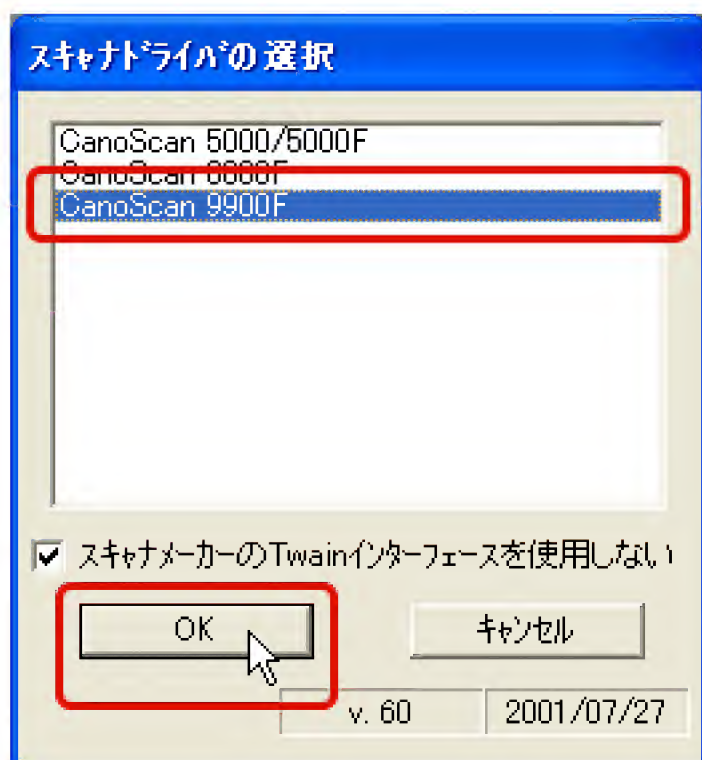 スキャナドライバの選択
CanoScan 5000/5000F
CanoScan 8000F
CanoScan 9900F
スキャナメーカーのTwainインターフェースを使用しない
OK
キャンセル
v. 60
2001/07/27